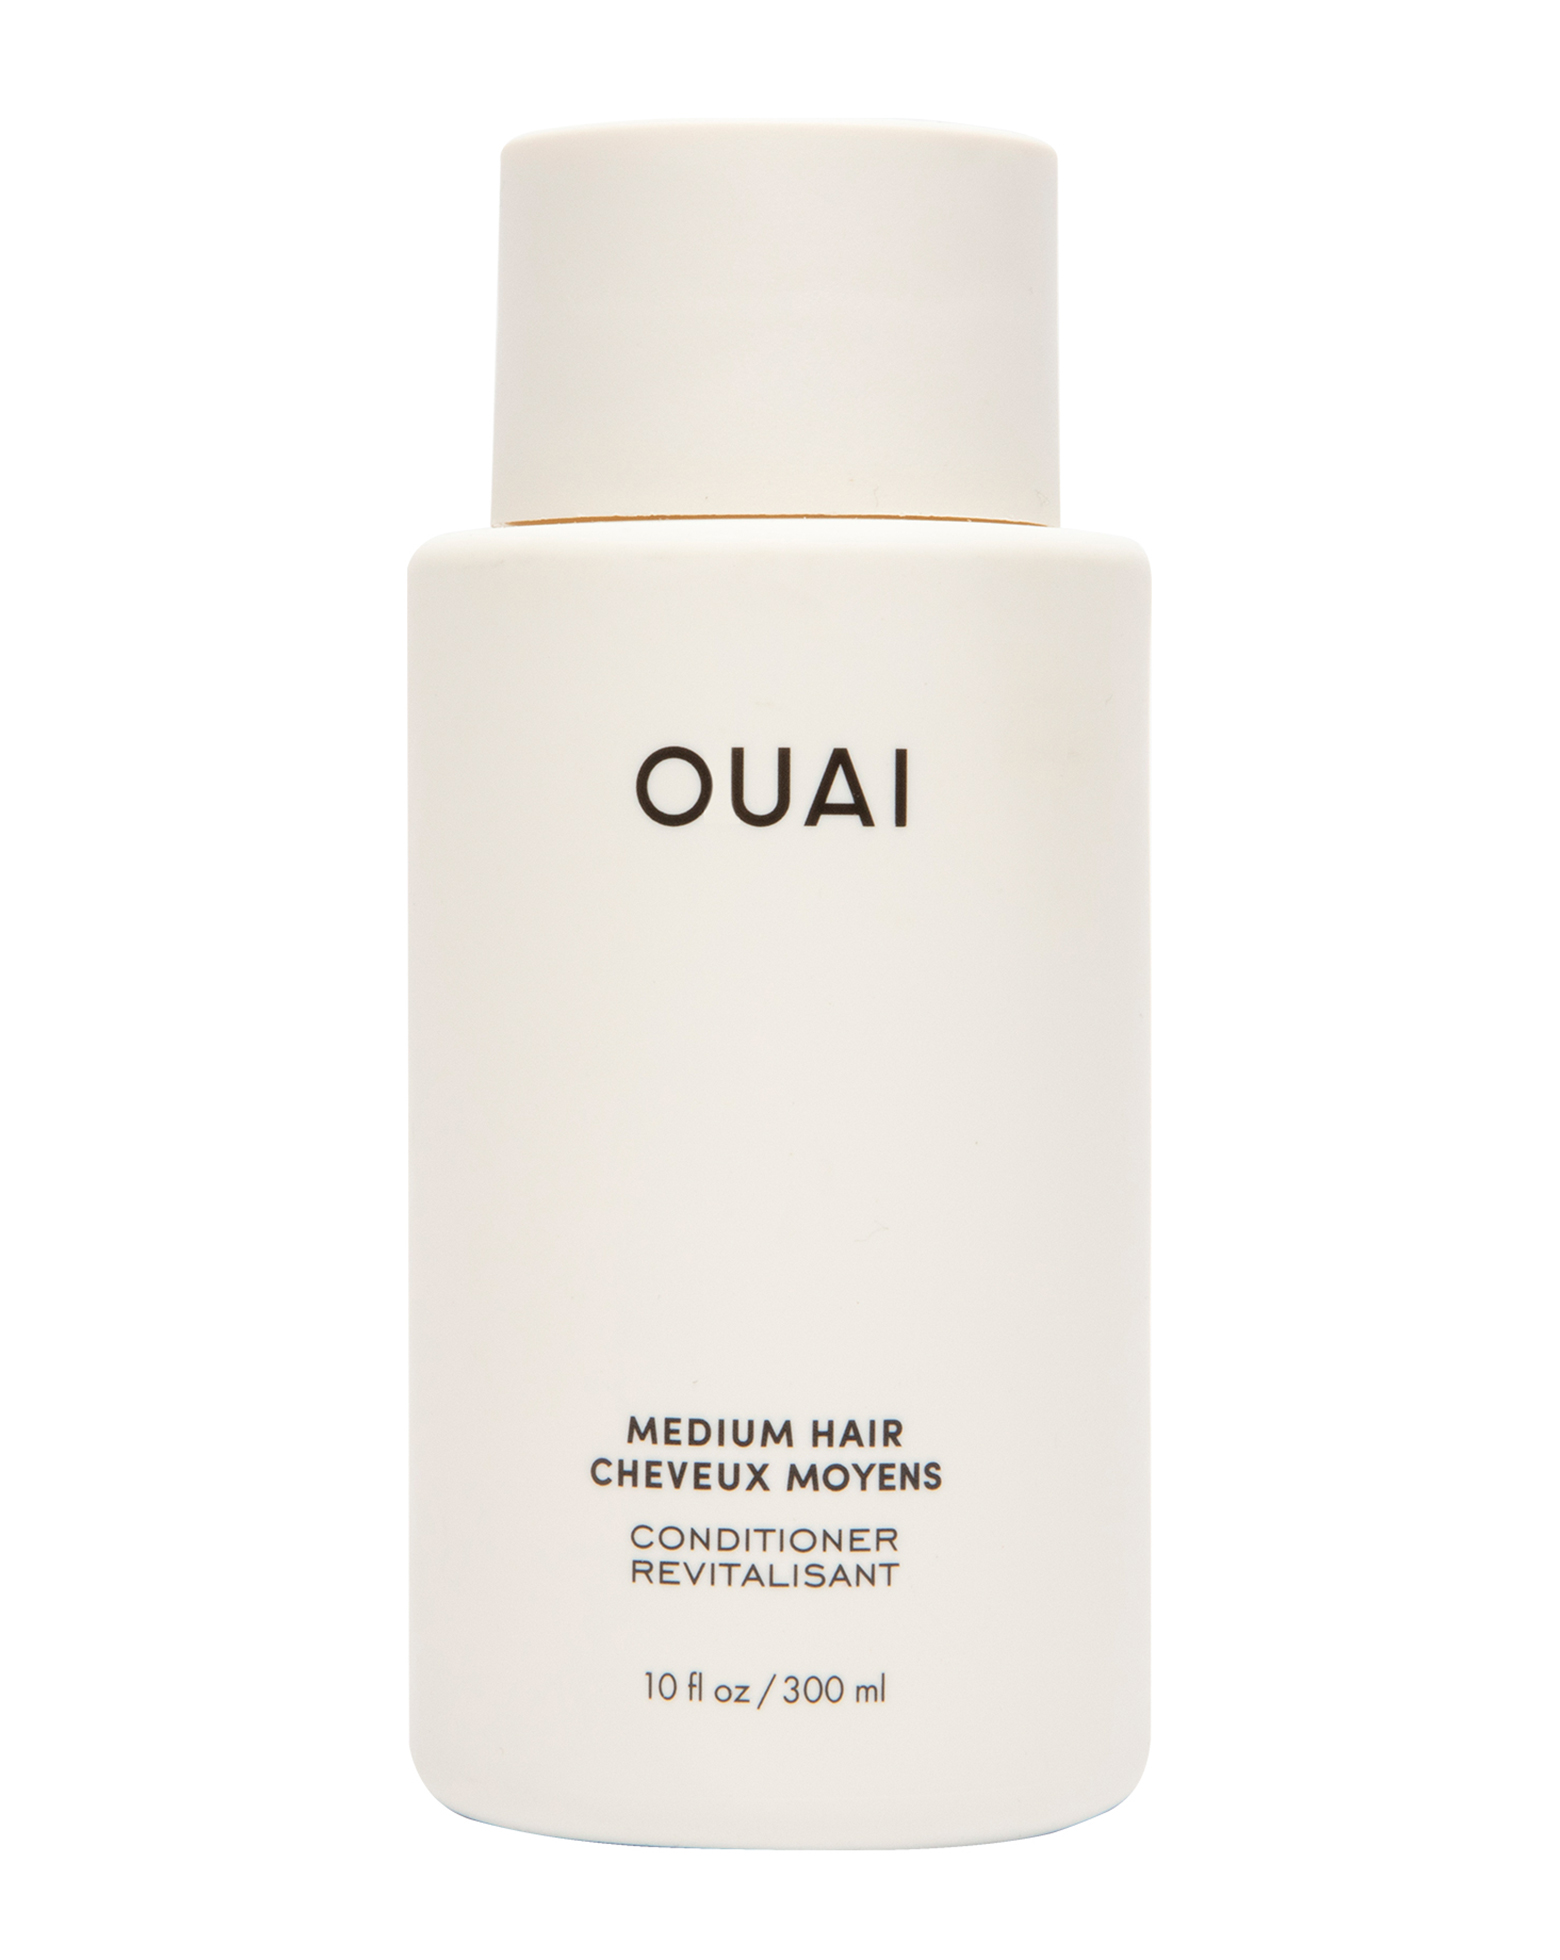 OUAI
MEDIUM HAIR
CHEVEUX MOYENS
CONDITIONER
REVITALISANT
10 fl oz / 300 ml